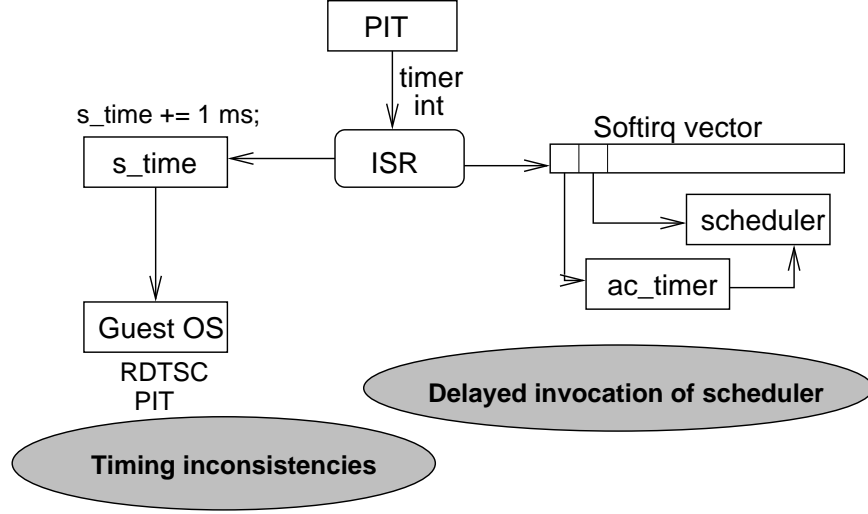 PIT
timer
int
s_time += 1 ms;
Softirq vector
s_time
ISR
scheduler
ac_timer
Guest OS
RDTSC
PIT
Delayed invocation of scheduler
Timing inconsistencies